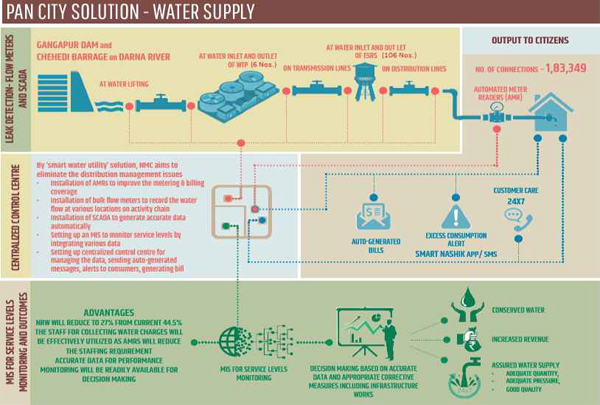 PAN CITY SOLUTION - WATER SUPPLY
LEAK DETECTION- FLOW METERS
AND SCADA
GANGAPUR DAM and
CHEHEDI BARRAGE on DARNA RIVER
AT WATER LIFTING
AT WATER INLET AND OUTLET
OF WTP (6 Nos.)
AT WATER INLET AND OUT LET
OF ESRS (106 Nos.)
ON TRANSMISSION LINES
ON DISTRIBUTION LINES
OUTPUT TO CITIZENS
NO. OF CONNECTIONS - 1,83,349
AUTOMATED METER
READERS (AMR)
CENTRALIZED CONTROL CENTRE
By 'smart water utility' solution, NMC aims to
eliminate the distribution management issues
- Installation of AMRs to improve the metering & billing
coverage
- Installation of bulk flow meters to record the water
flow at various locations on activity chain
- Installation of SCADA to generate accurate data
automatically
- Setting up an MIS to monitor service levels by
integrating various data
- Setting up centralized control centre for
managing the data, sending auto-generated
messages, alerts to consumers, generating bill
AUTO-GENERATED
BILLS
EXCESS CONSUMPTION
ALERT
SMART NASHIK APP/ SMS
CUSTOMER CARE
24X7
MIS FOR SERVICE LEVELS
MONITORING AND OUTCOMES
ADVANTAGES
NRW WILL REDUCE TO 27% FROM CURRENT 44.5%
THE STAFF FOR COLLECTING WATER CHARGES WILL
BE EFFECTIVELY UTILIZED AS AMRS WILL REDUCE
THE STAFFING REQUIREMENT
ACCURATE DATA FOR PERFORMANCE
MONITORING WILL BE READILY AVAILABLE FOR
DECISION MAKING
MIS FOR SERVICE LEVELS
MONITORING
DECISION MAKING BASED ON ACCURATE
DATA AND APPROPRIATE CORRECTIVE
MEASURES INCLUDING INFRASTRUCTURE
WORKS
CONSERVED WATER
INCREASED REVENUE
ASSURED WATER SUPPLY
- ADEQUATE QUANTITY,
- ADEQUATE PRESSURE,
- GOOD QUALITY